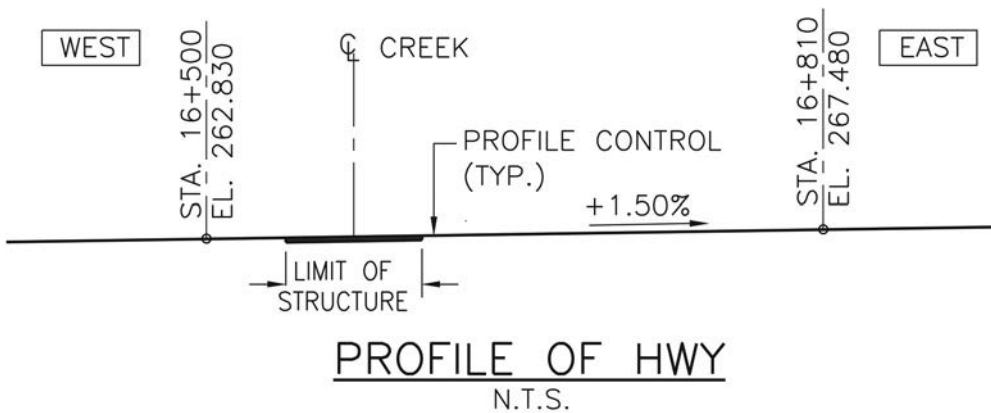 WEST
STA. 16+500
EL. 262.830
℄ CREEK
PROFILE CONTROL
(TYP.)
+1.50%
STA. 16+810
EL. 267.480
EAST
LIMIT OF
STRUCTURE
PROFILE OF HWY
N.T.S.